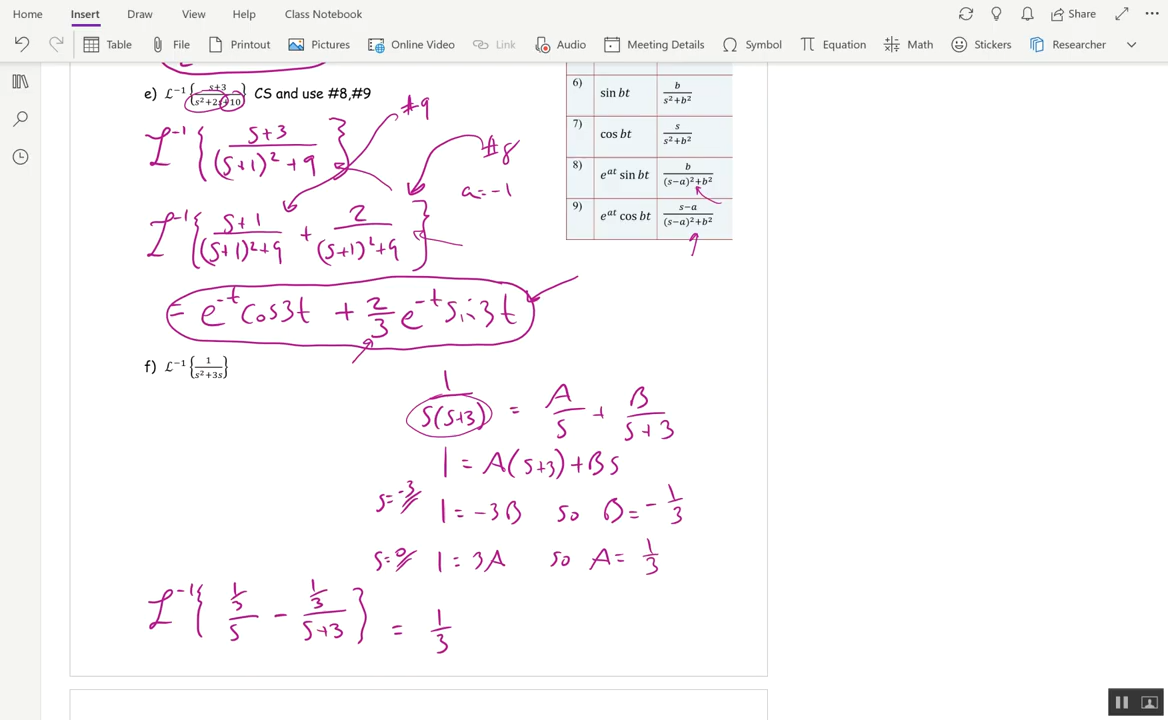 Home Insert Draw View Help Class Notebook Share
Table File Printout Pictures Online Video Link Audio Meeting Details Symbol Equation Math Stickers Researcher
e) ℒ⁻¹{s+3/(s²+2s+10)} CS and use #8,#9
ℒ⁻¹{s+3/((s+1)²+9)}
#9
#8
a=-1
ℒ⁻¹{s+1/((s+1)²+9) + 2/((s+1)²+9)}
= e⁻ᵗcos3t + 2/3 e⁻ᵗsin3t
6) sin bt b/(s²+b²)
7) cos bt s/(s²+b²)
8) eᵃᵗ sin bt b/((s−a)²+b²)
9) eᵃᵗ cos bt s−a/((s−a)²+b²)
f) ℒ⁻¹{1/(s²+3s)}
1/(s(s+3)) = A/s + B/(s+3)
1 = A(s+3)+Bs
s=-3 1=-3B so B=-1/3
s=0 1=3A so A=1/3
ℒ⁻¹{(1/3)/s - (1/3)/(s+3)} = 1/3